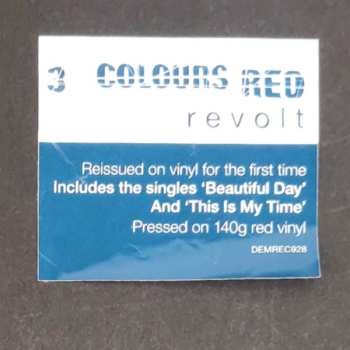 3 COLOURS RED
revolt
Reissued on vinyl for the first time
Includes the singles ‘Beautiful Day’
And ‘This Is My Time’
Pressed on 140g red vinyl
DEMREC928